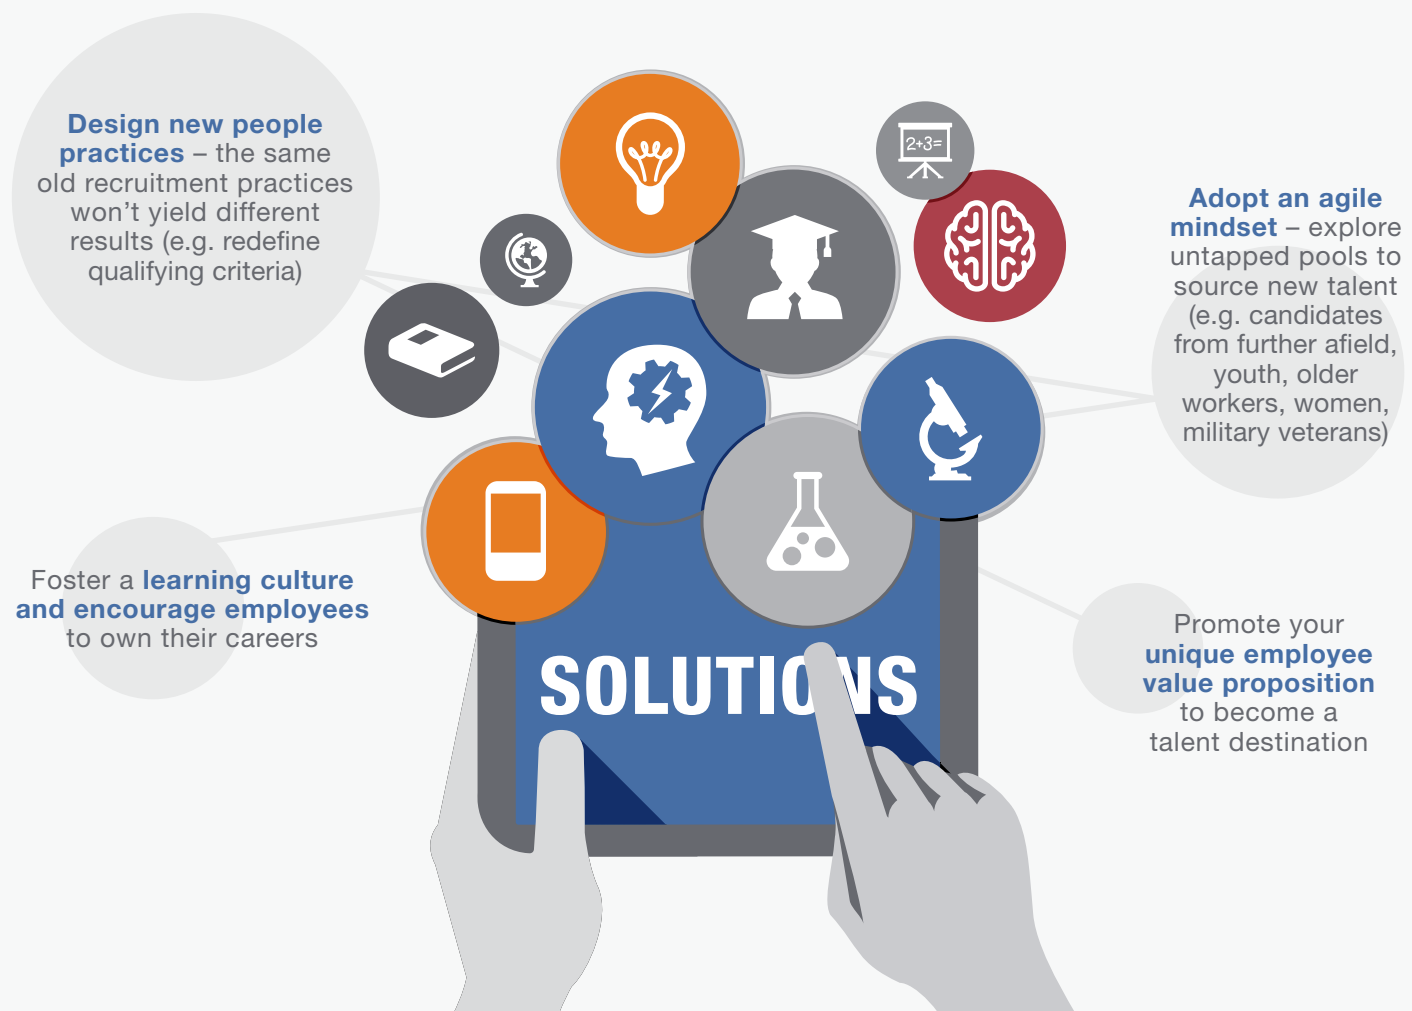 Design new people
practices – the same
old recruitment practices
won’t yield different
results (e.g. redefine
qualifying criteria)
2+3=
Adopt an agile
mindset – explore
untapped pools to
source new talent
(e.g. candidates
from further afield,
youth, older
workers, women,
military veterans)
Foster a learning culture
and encourage employees
to own their careers
Promote your
unique employee
value proposition
to become a
talent destination
SOLUTIONS